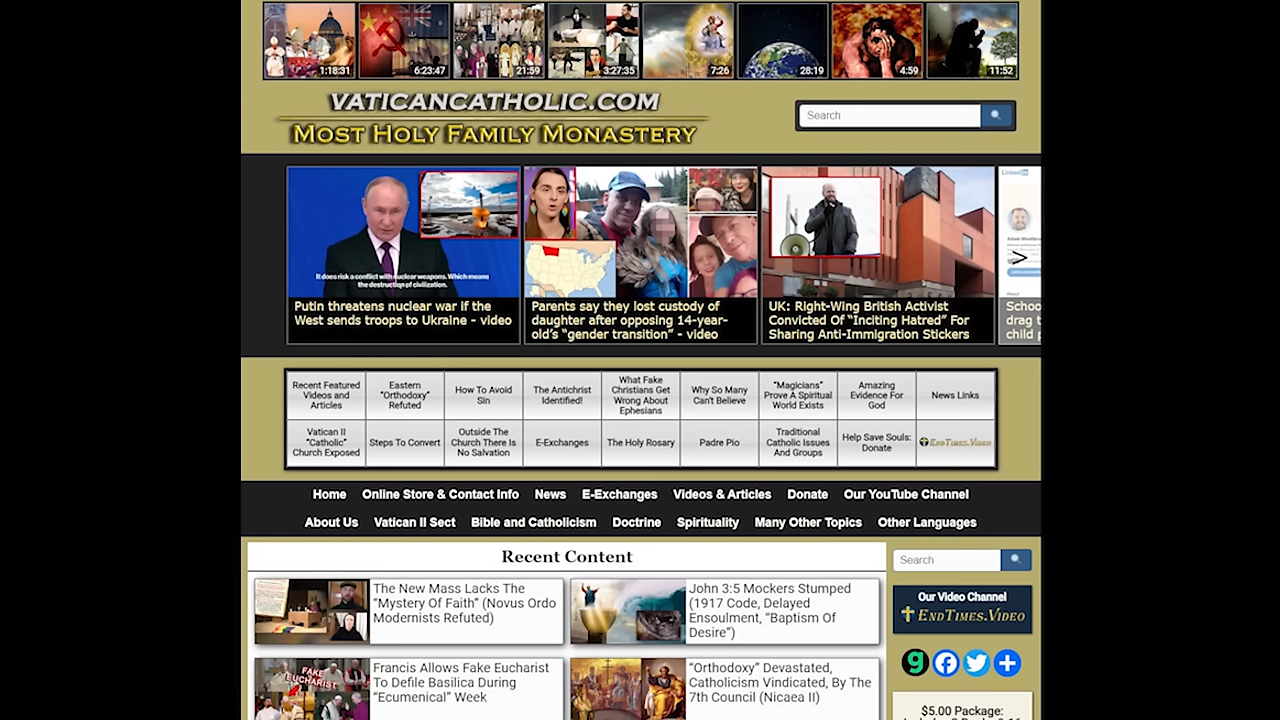 1:18:31
6:23:47
21:59
3:27:35
7:26
28:19
4:59
11:52
VATICANCATHOLIC.COM
MOST HOLY FAMILY MONASTERY
Search
It does risk a conflict with nuclear weapons. Which means
the destruction of civilization.
Putin threatens nuclear war if the
West sends troops to Ukraine - video
Parents say they lost custody of
daughter after opposing 14-year-
old’s “gender transition” - video
UK: Right-Wing British Activist
Convicted Of “Inciting Hatred” For
Sharing Anti-Immigration Stickers
LinkedIn
>
Schoo
drag t
child p
Recent Featured
Videos and
Articles
Eastern
“Orthodoxy”
Refuted
How To Avoid
Sin
The Antichrist
Identified!
What Fake
Christians Get
Wrong About
Ephesians
Why So Many
Can't Believe
“Magicians”
Prove A Spiritual
World Exists
Amazing
Evidence For
God
News Links
Vatican II
“Catholic”
Church Exposed
Steps To Convert
Outside The
Church There Is
No Salvation
E-Exchanges
The Holy Rosary
Padre Pio
Traditional
Catholic Issues
And Groups
Help Save Souls:
Donate
ENDTIMES.VIDEO
Home Online Store & Contact Info News E-Exchanges Videos & Articles Donate Our YouTube Channel
About Us Vatican II Sect Bible and Catholicism Doctrine Spirituality Many Other Topics Other Languages
Recent Content
The New Mass Lacks The
“Mystery Of Faith” (Novus Ordo
Modernists Refuted)
John 3:5 Mockers Stumped
(1917 Code, Delayed
Ensoulment, “Baptism Of
Desire”)
FAKE
EUCHARIST
Francis Allows Fake Eucharist
To Defile Basilica During
“Ecumenical” Week
“Orthodoxy” Devastated,
Catholicism Vindicated, By The
7th Council (Nicaea II)
Search
Our Video Channel
ENDTIMES.VIDEO
$5.00 Package: